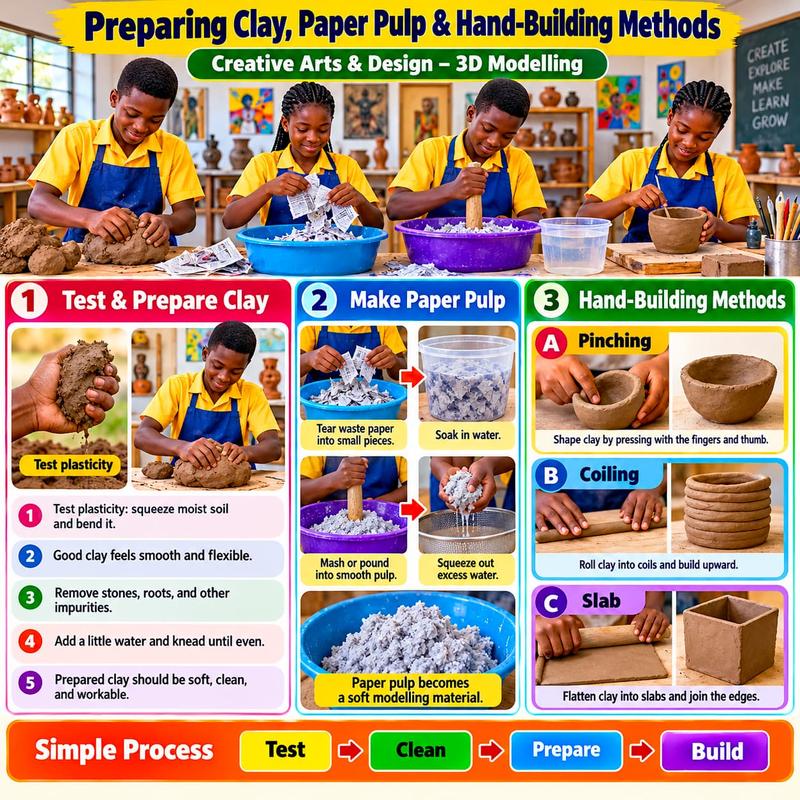 Preparing Clay, Paper Pulp & Hand-Building Methods
Creative Arts & Design – 3D Modelling
CREATE
EXPLORE
MAKE
LEARN
GROW
1 Test & Prepare Clay
Test plasticity
1 Test plasticity: squeeze moist soil
and bend it.
2 Good clay feels smooth and flexible.
3 Remove stones, roots, and other
impurities.
4 Add a little water and knead until even.
5 Prepared clay should be soft, clean,
and workable.
2 Make Paper Pulp
Tear waste paper
into small pieces.
Soak in water.
Mash or pound
into smooth pulp.
Squeeze out
excess water.
Paper pulp becomes
a soft modelling material.
3 Hand-Building Methods
A Pinching
Shape clay by pressing with the fingers and thumb.
B Coiling
Roll clay into coils and build upward.
C Slab
Flatten clay into slabs and join the edges.
Simple Process
Test
Clean
Prepare
Build